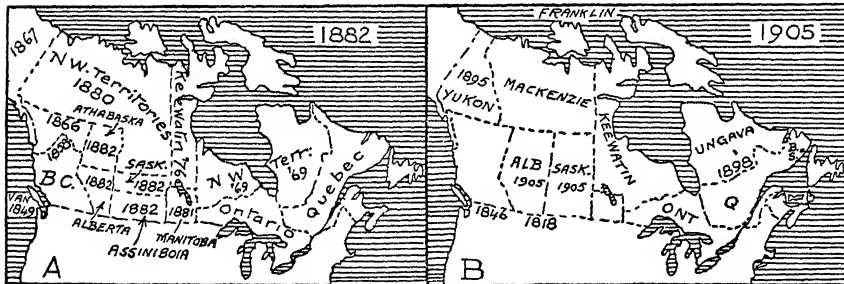 1882
1867
N.W. Territories
1880
ATHABASKA
1866
1882
1858
Keewatin '76
SASK.
1882
B.C.
1882
1882
VAN.
1849
ALBERTA
ASSINIBOIA
1881
MANITOBA
N.W.
'69
Ontario
Terr.
'69
Quebec
A
FRANKLIN
1905
1895
YUKON
MACKENZIE
KEEWATIN
UNGAVA
1898
ALB
1905
SASK.
1905
1846
1818
ONT
Q
B